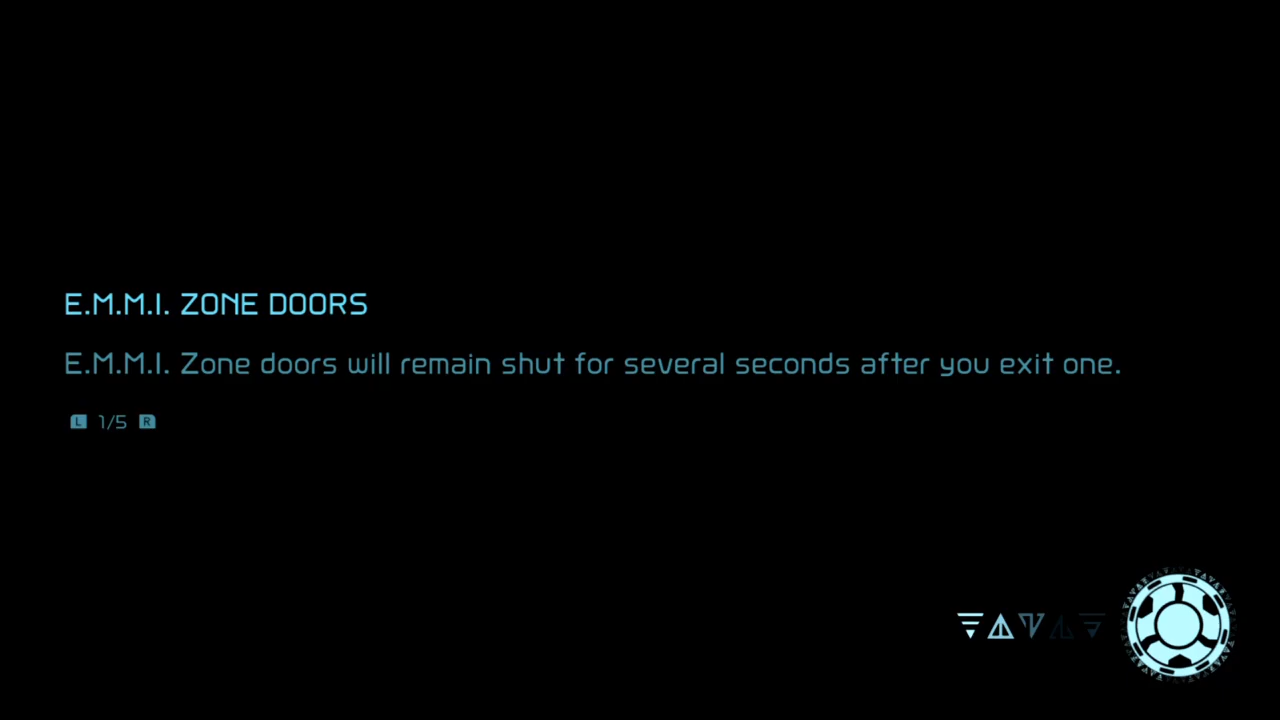 E.M.M.I. ZONE DOORS
E.M.M.I. Zone doors will remain shut for several seconds after you exit one.
L 1/5 R